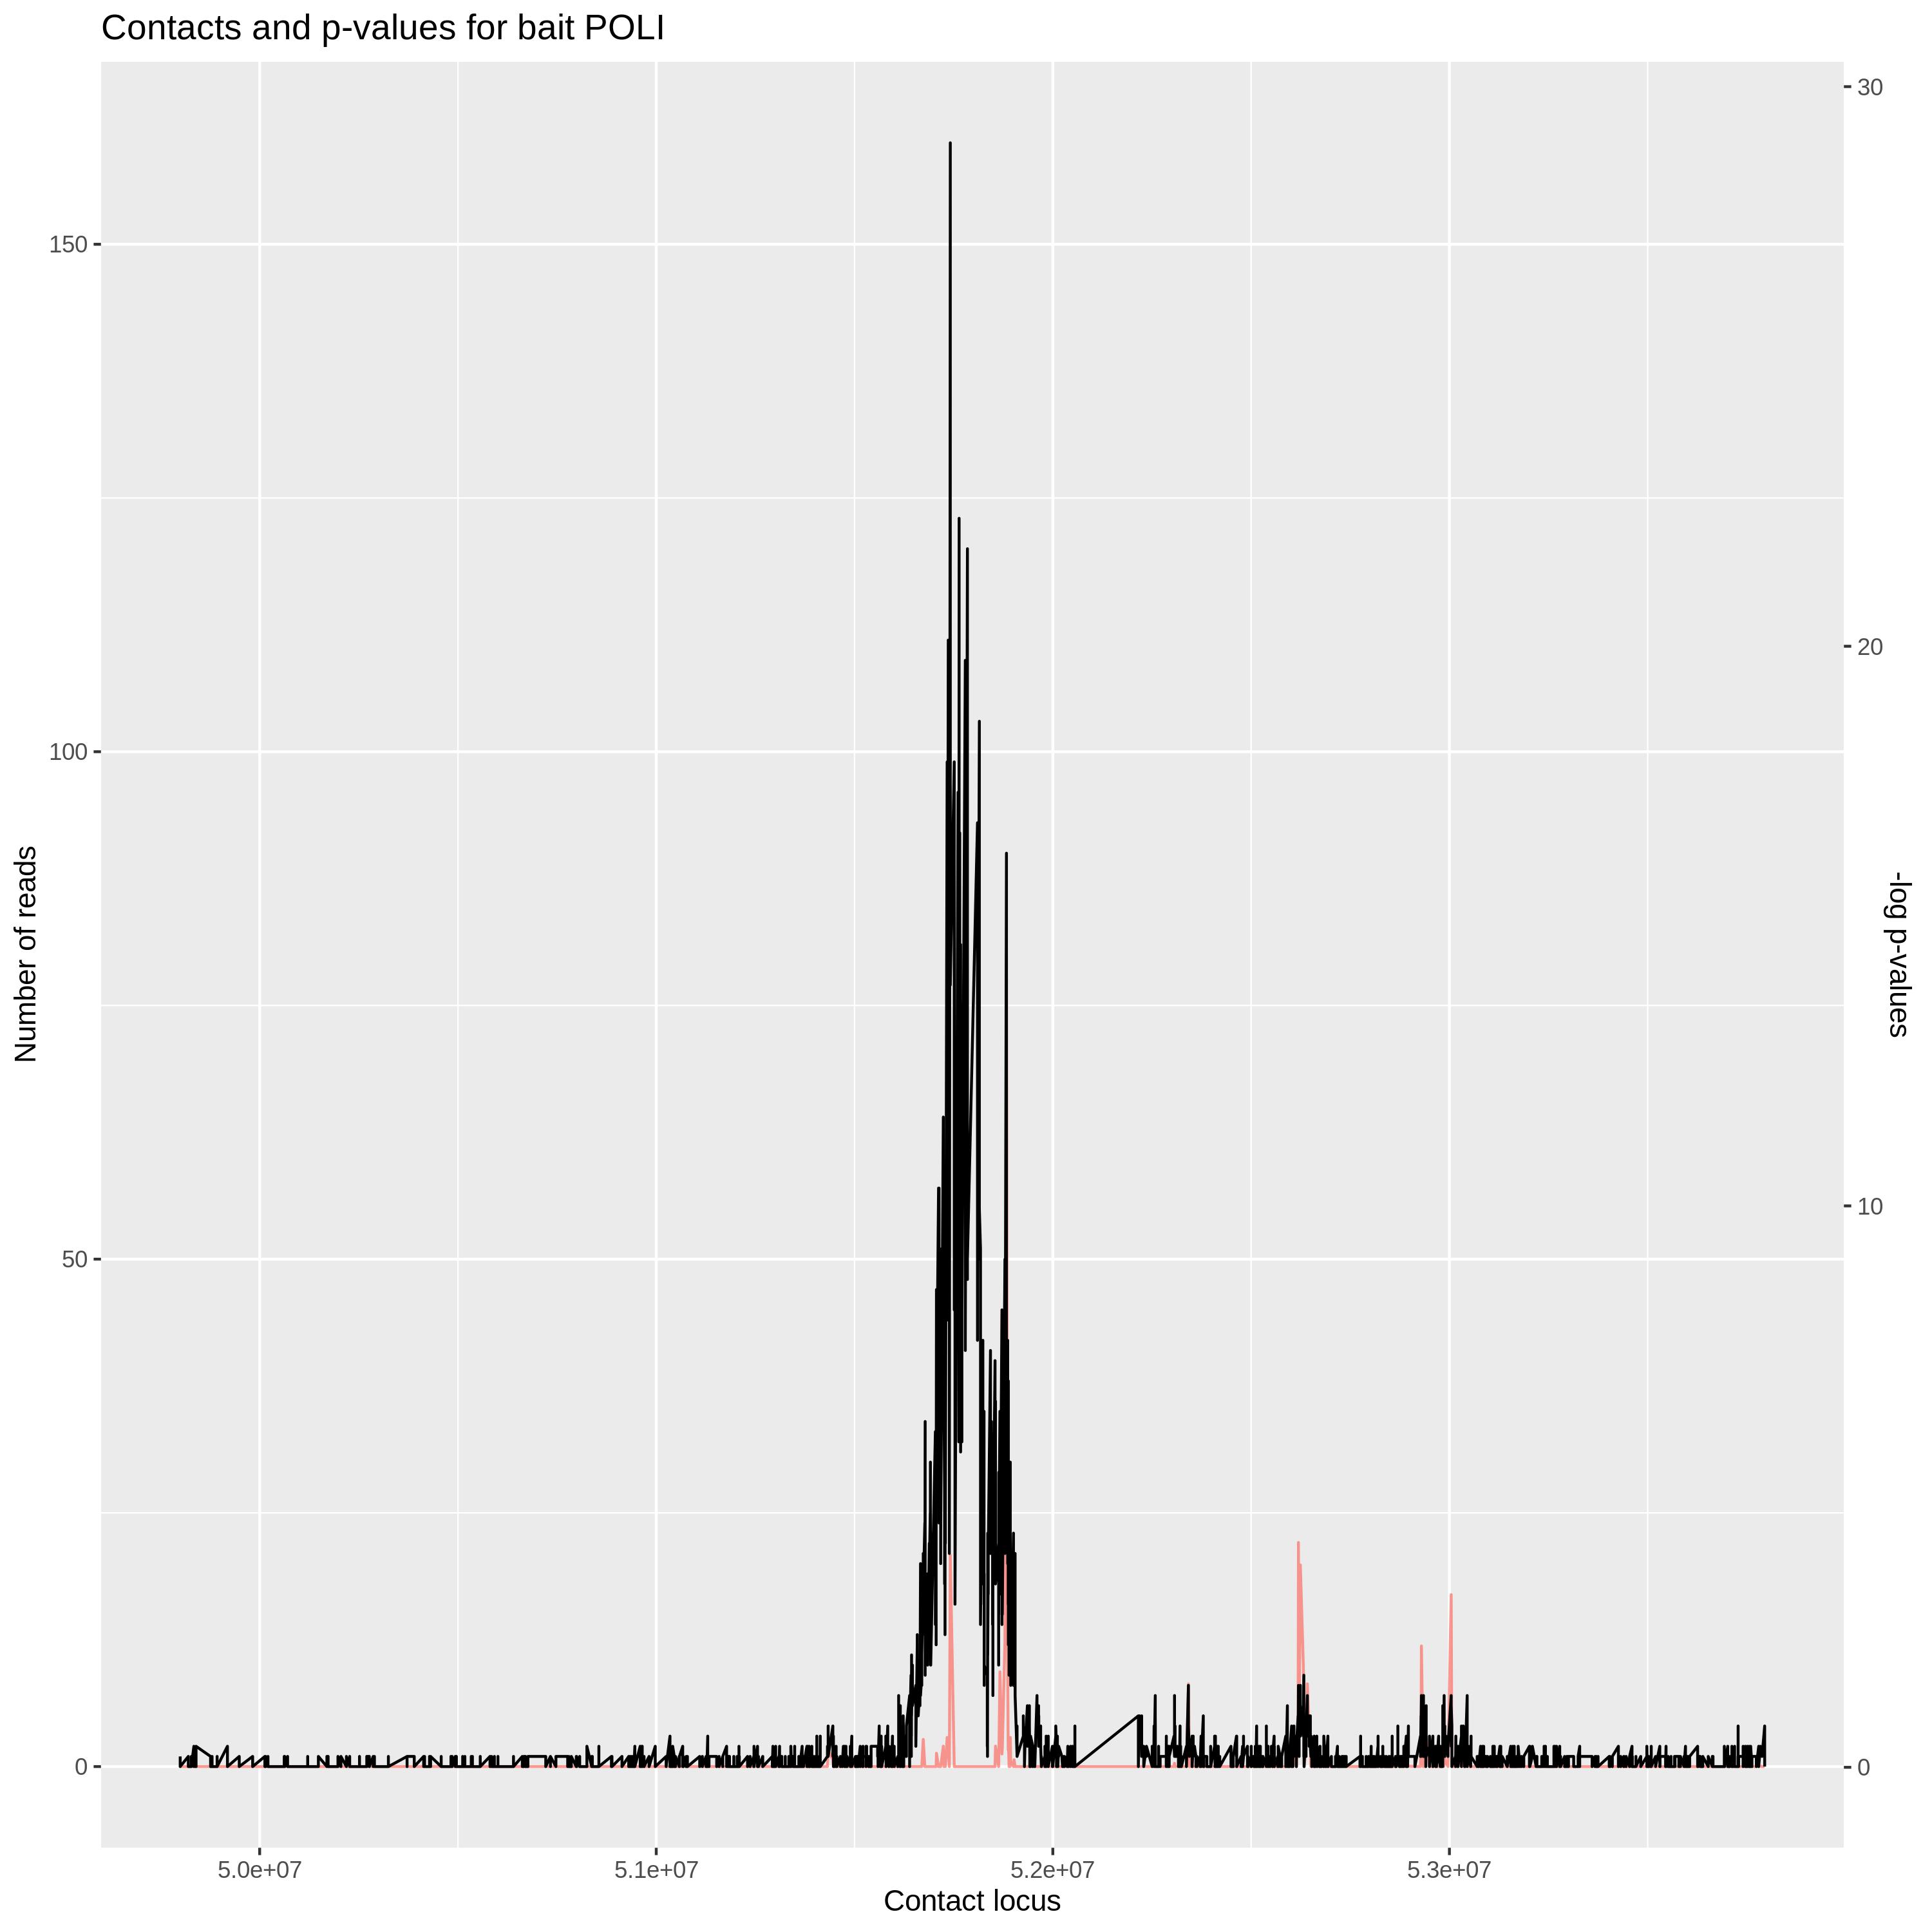 Contacts and p-values for bait POLI
Number of reads
150
100
50
0
30
20
10
0
-log p-values
5.0e+07
5.1e+07
5.2e+07
5.3e+07
Contact locus